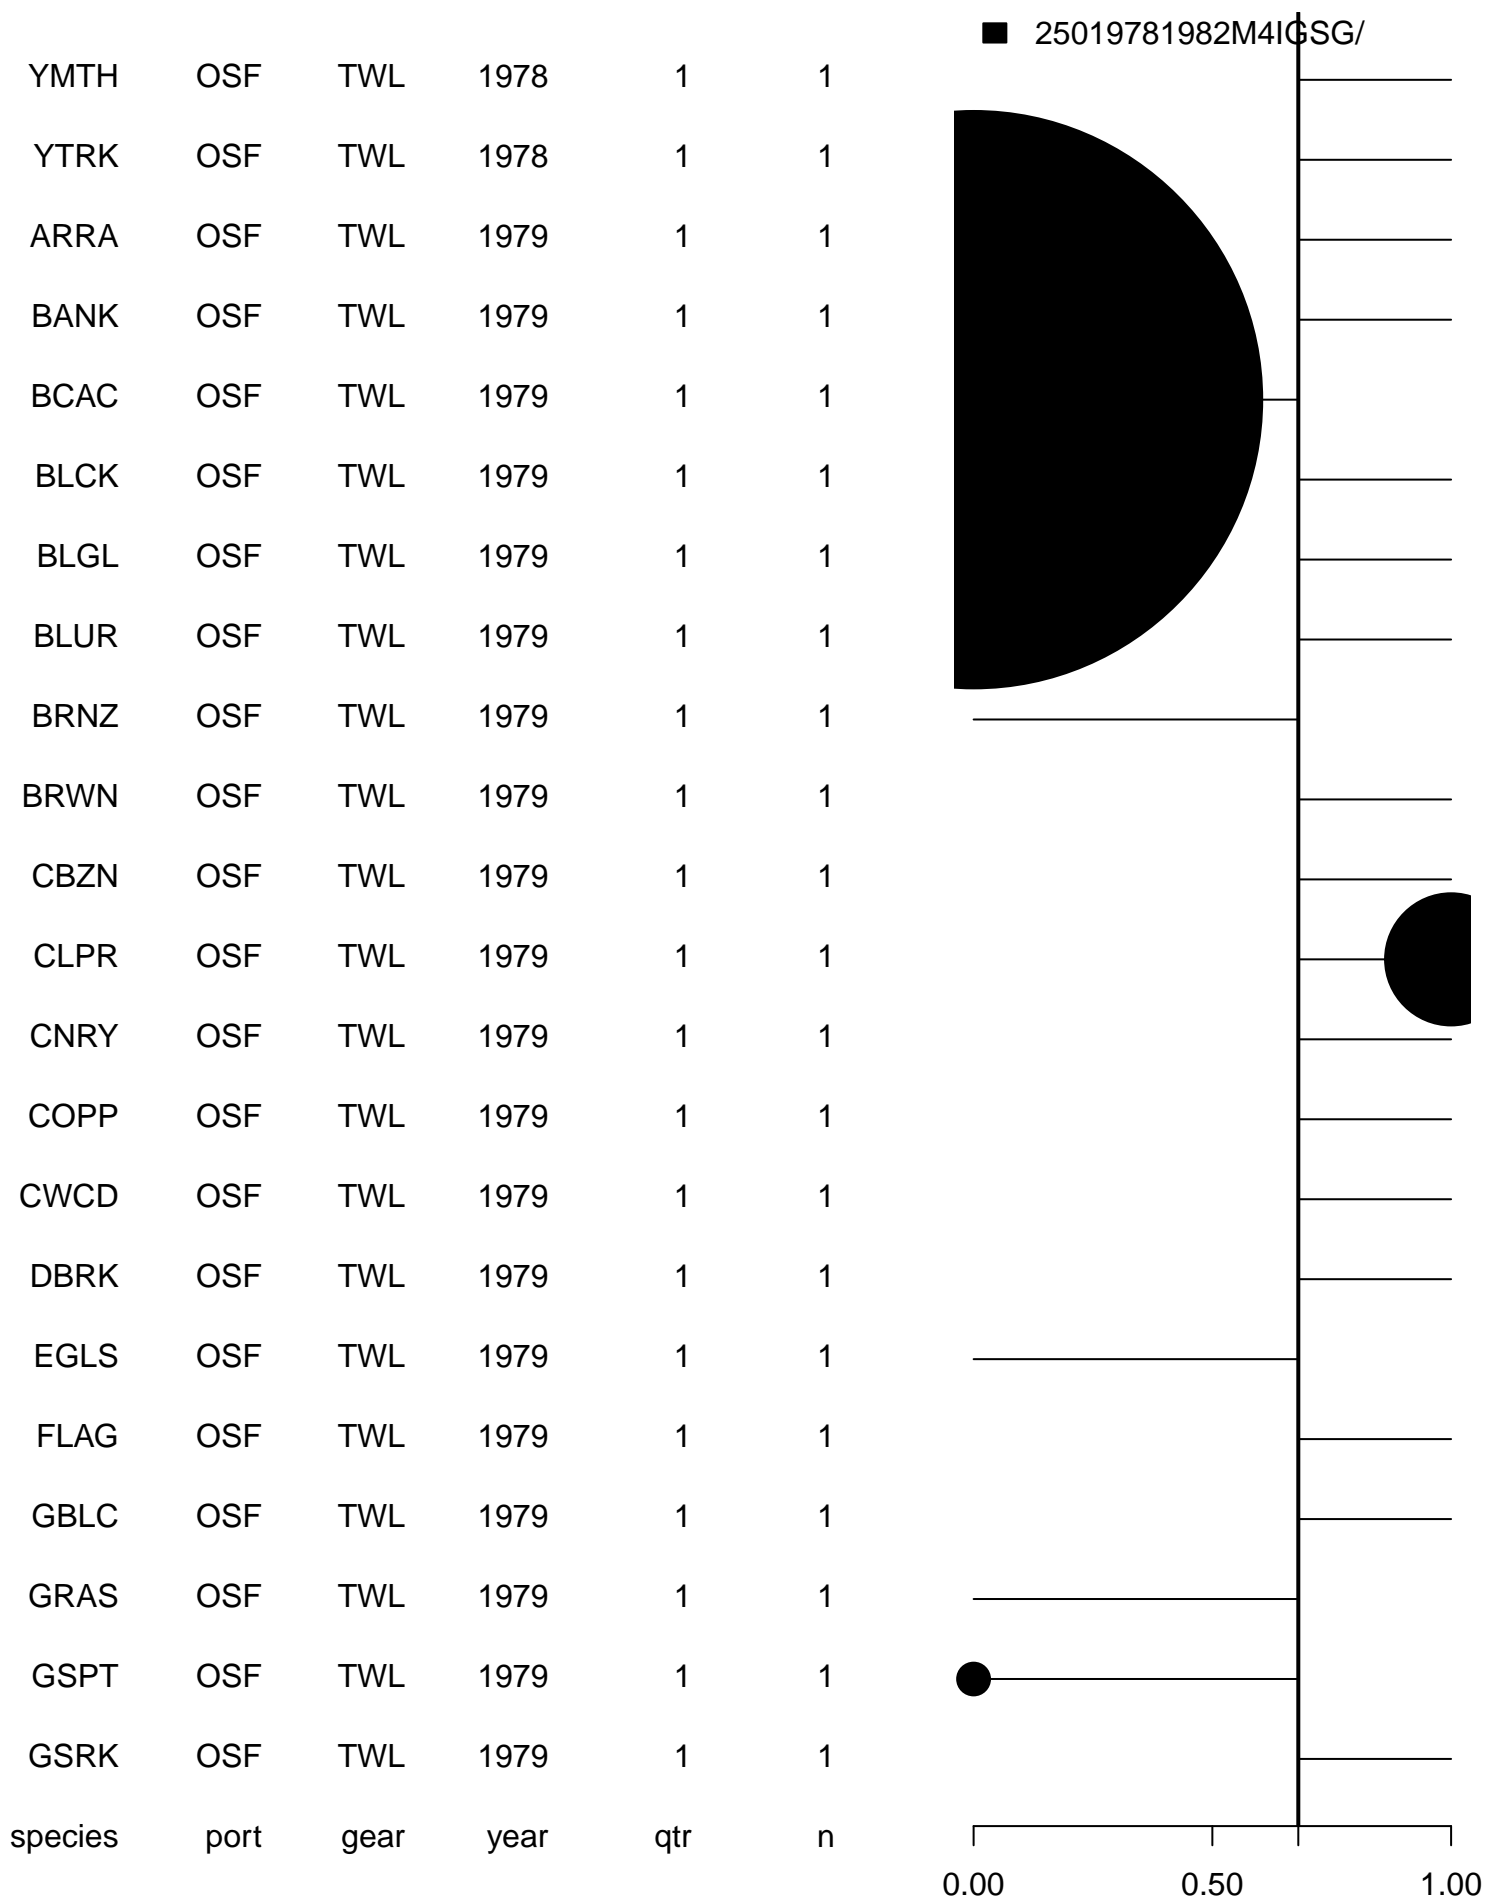 25019781982M4IGSG/
YMTH OSF TWL 1978 1 1
YTRK OSF TWL 1978 1 1
ARRA OSF TWL 1979 1 1
BANK OSF TWL 1979 1 1
BCAC OSF TWL 1979 1 1
BLCK OSF TWL 1979 1 1
BLGL OSF TWL 1979 1 1
BLUR OSF TWL 1979 1 1
BRNZ OSF TWL 1979 1 1
BRWN OSF TWL 1979 1 1
CBZN OSF TWL 1979 1 1
CLPR OSF TWL 1979 1 1
CNRY OSF TWL 1979 1 1
COPP OSF TWL 1979 1 1
CWCD OSF TWL 1979 1 1
DBRK OSF TWL 1979 1 1
EGLS OSF TWL 1979 1 1
FLAG OSF TWL 1979 1 1
GBLC OSF TWL 1979 1 1
GRAS OSF TWL 1979 1 1
GSPT OSF TWL 1979 1 1
GSRK OSF TWL 1979 1 1
species port gear year qtr n
0.00 0.50 1.00